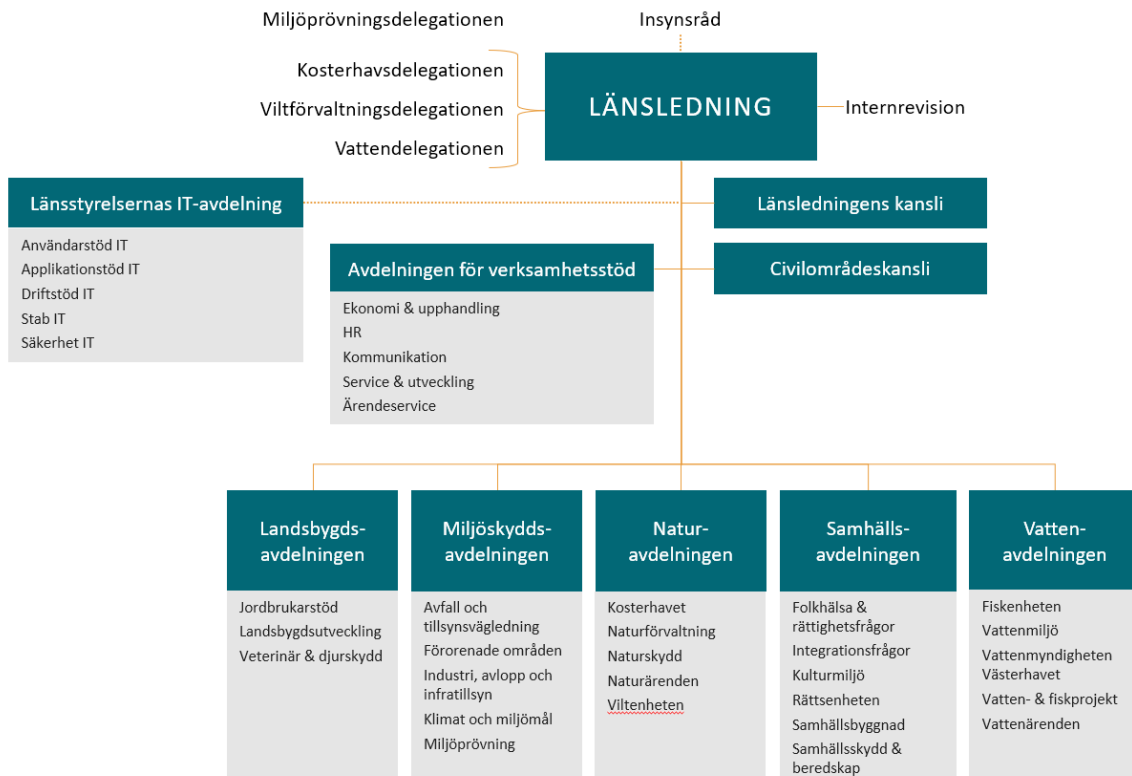 Miljöprövningsdelegationen
Insynsråd
Kosterhavsdelegationen
Viltförvaltningsdelegationen
Vattendelegationen
LÄNSLEDNING
Internrevision
Länsstyrelsernas IT-avdelning
Användarstöd IT
Applikationstöd IT
Driftstöd IT
Stab IT
Säkerhet IT
Länsledningens kansli
Avdelningen för verksamhetsstöd
Ekonomi & upphandling
HR
Kommunikation
Service & utveckling
Ärendeservice
Civilområdeskansli
Landsbygds-
avdelningen
Jordbrukarstöd
Landsbygdsutveckling
Veterinär & djurskydd
Miljöskydds-
avdelningen
Avfall och
tillsynsvägledning
Förorenade områden
Industri, avlopp och
infratillsyn
Klimat och miljömål
Miljöprövning
Natur-
avdelningen
Kosterhavet
Naturförvaltning
Naturskydd
Naturärenden
Viltenheten
Samhälls-
avdelningen
Folkhälsa &
rättighetsfrågor
Integrationsfrågor
Kulturmiljö
Rättsenheten
Samhällsbyggnad
Samhällsskydd &
beredskap
Vatten-
avdelningen
Fiskenheten
Vattenmiljö
Vattenmyndigheten
Västerhavet
Vatten- & fiskprojekt
Vattenärenden